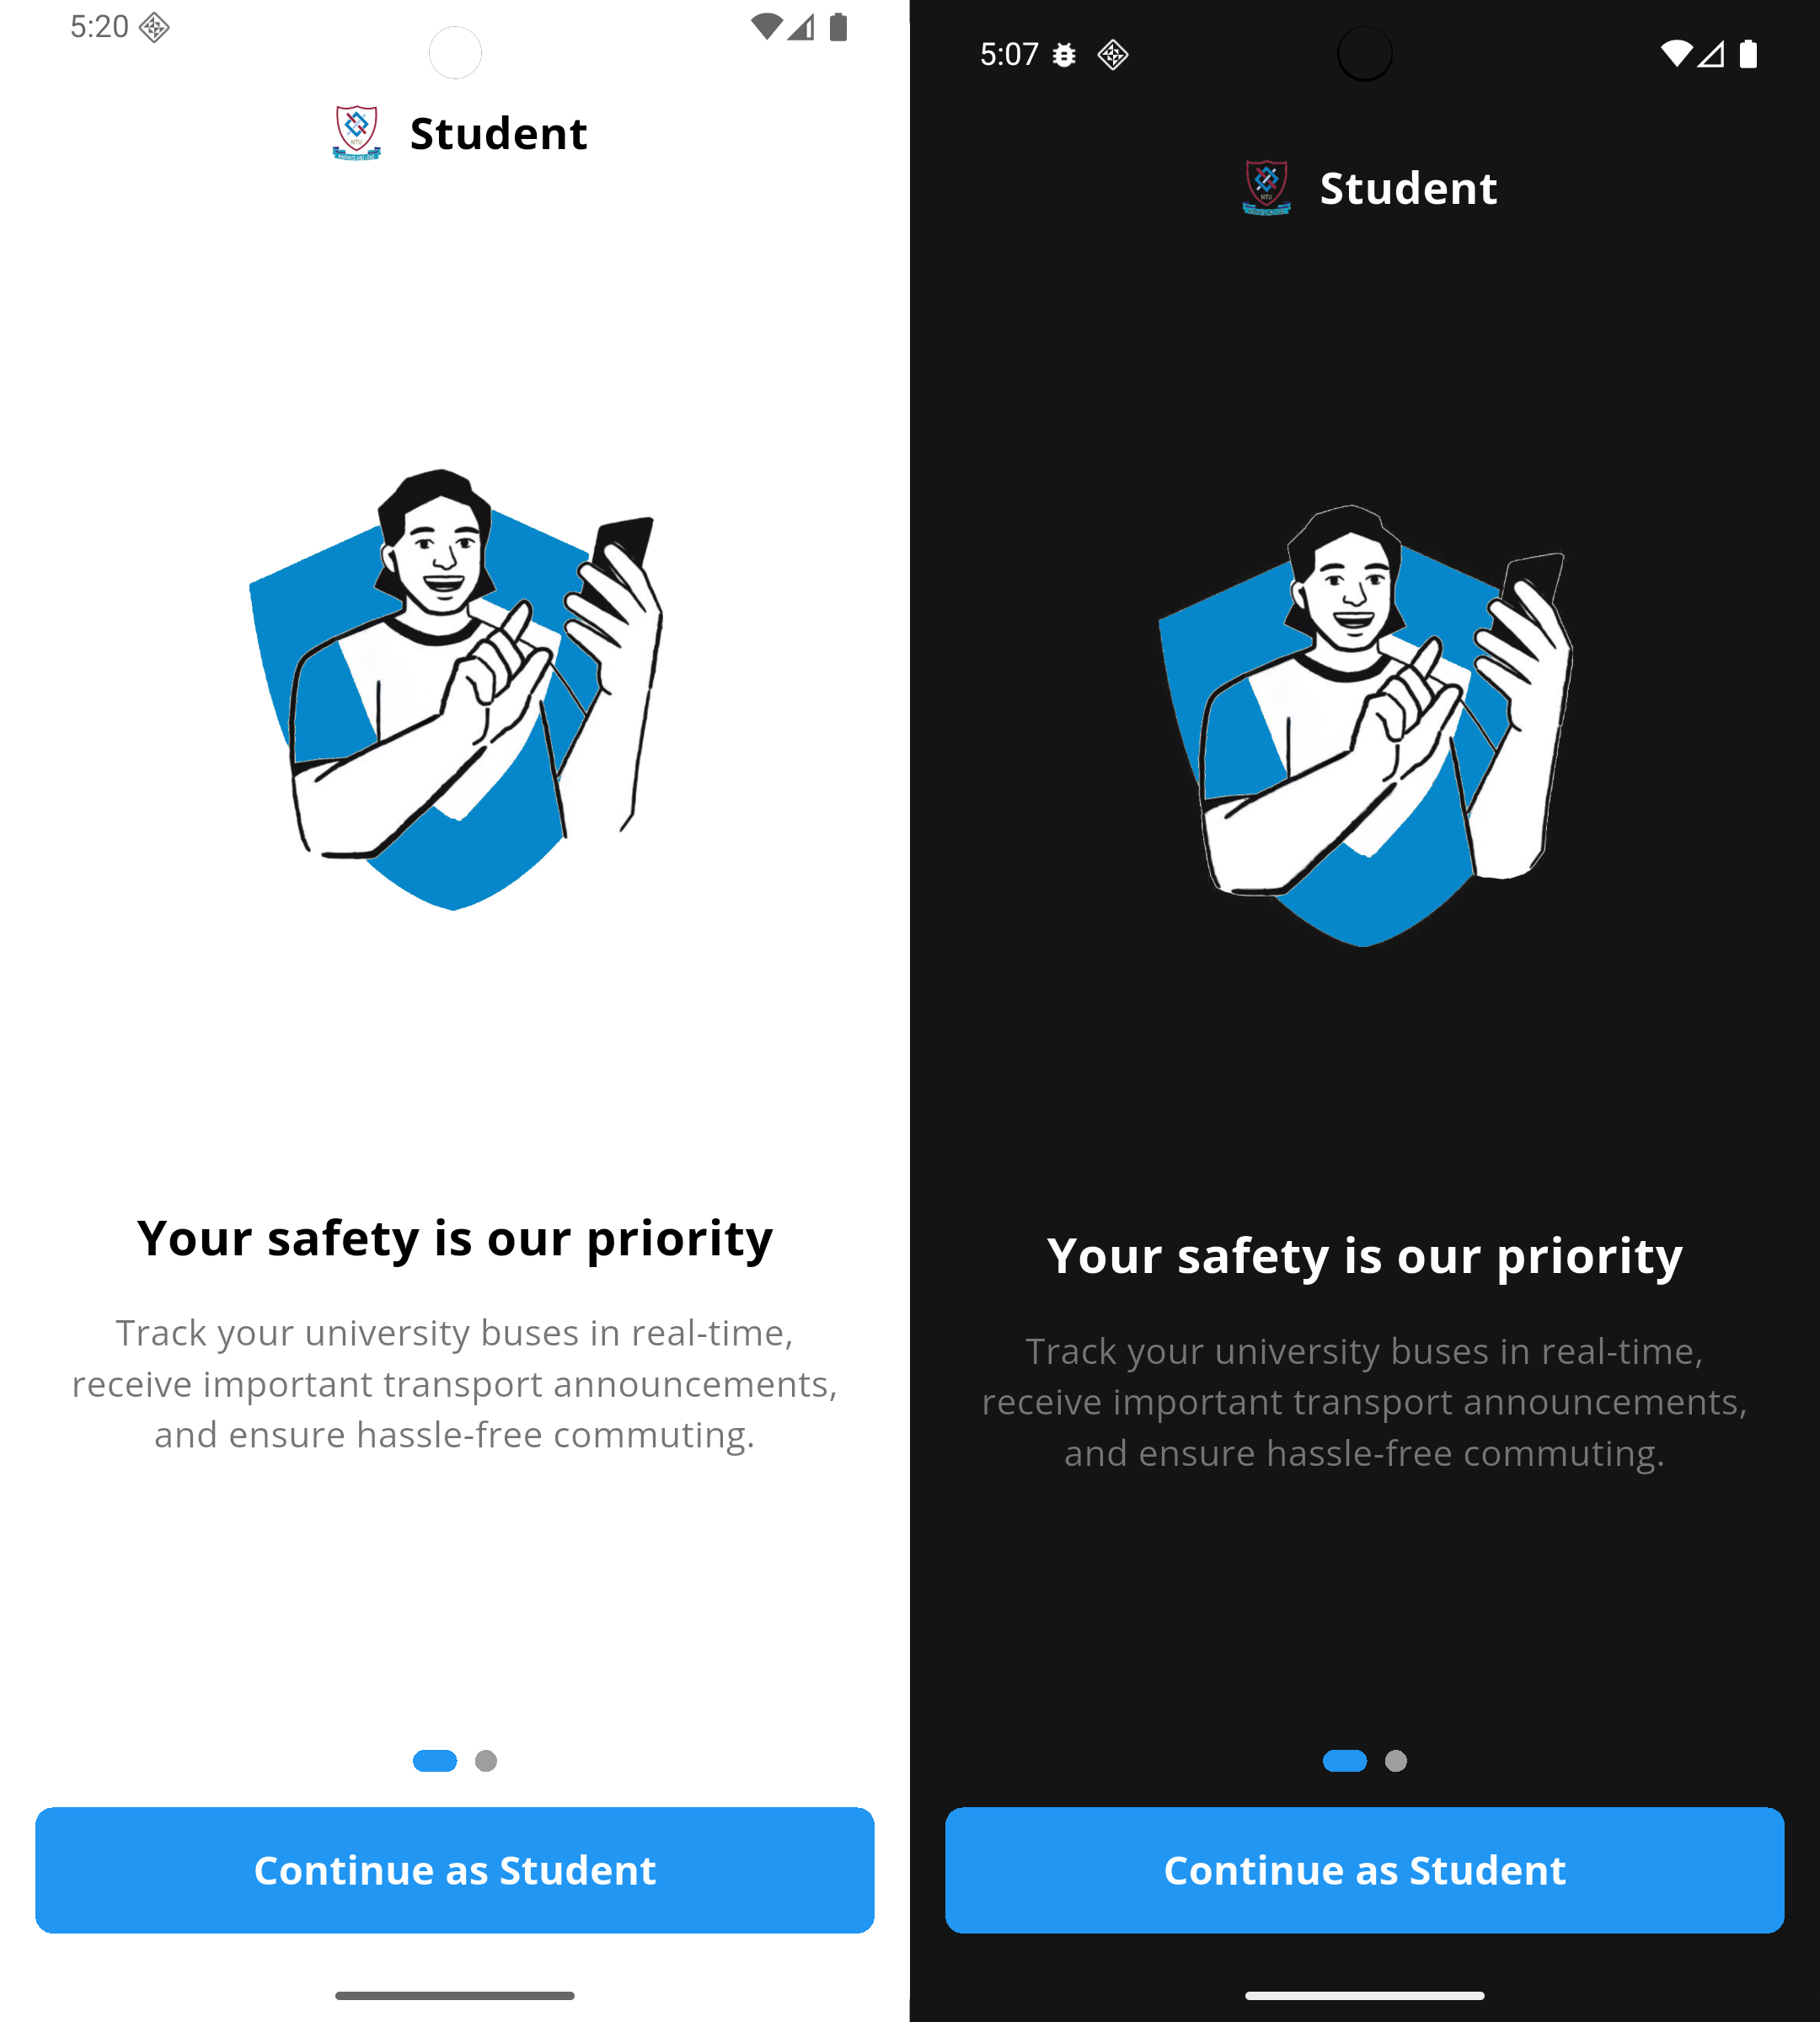 5:20
NTU
Student
Your safety is our priority
Track your university buses in real-time,
receive important transport announcements,
and ensure hassle-free commuting.
Continue as Student
5:07
NTU
Student
Your safety is our priority
Track your university buses in real-time,
receive important transport announcements,
and ensure hassle-free commuting.
Continue as Student